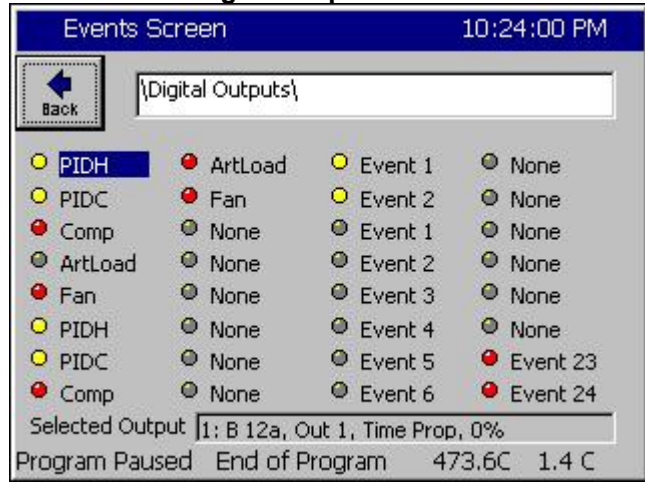 Events Screen 10:24:00 PM
Back \Digital Outputs\
PIDH ArtLoad Event 1 None
PIDC Fan Event 2 None
Comp None Event 1 None
ArtLoad None Event 2 None
Fan None Event 3 None
PIDH None Event 4 None
PIDC None Event 5 Event 23
Comp None Event 6 Event 24
Selected Output 1: B 12a, Out 1, Time Prop, 0%
Program Paused End of Program 473.6C 1.4 C